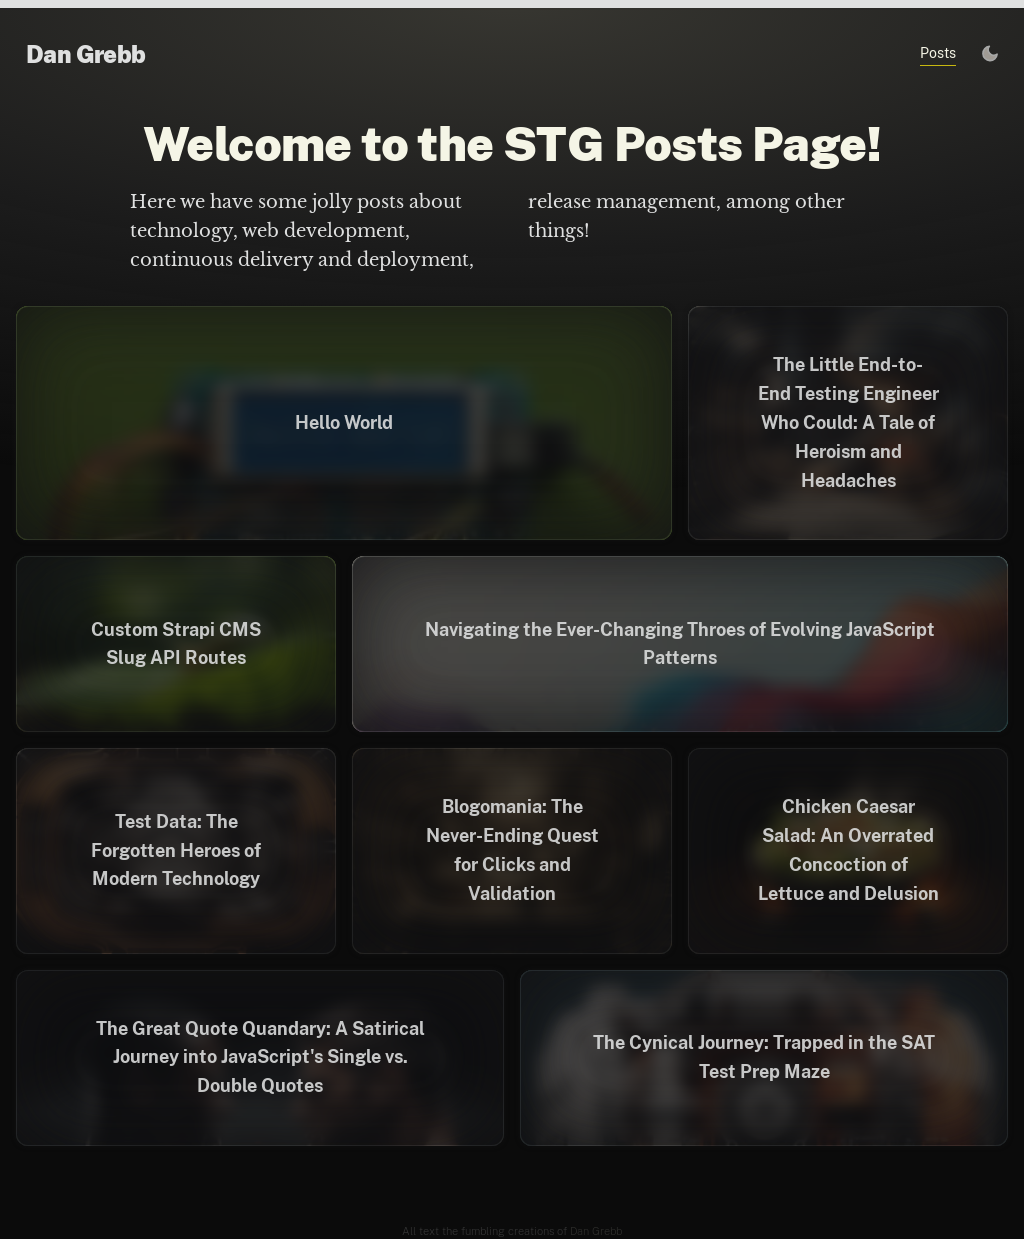 Dan Grebb
Posts
Welcome to the STG Posts Page!
Here we have some jolly posts about
technology, web development,
continuous delivery and deployment,
release management, among other
things!
Hello World
The Little End-to-
End Testing Engineer
Who Could: A Tale of
Heroism and
Headaches
Custom Strapi CMS
Slug API Routes
Navigating the Ever-Changing Throes of Evolving JavaScript
Patterns
Test Data: The
Forgotten Heroes of
Modern Technology
Blogomania: The
Never-Ending Quest
for Clicks and
Validation
Chicken Caesar
Salad: An Overrated
Concoction of
Lettuce and Delusion
The Great Quote Quandary: A Satirical
Journey into JavaScript's Single vs.
Double Quotes
The Cynical Journey: Trapped in the SAT
Test Prep Maze
All text the fumbling creations of Dan Grebb